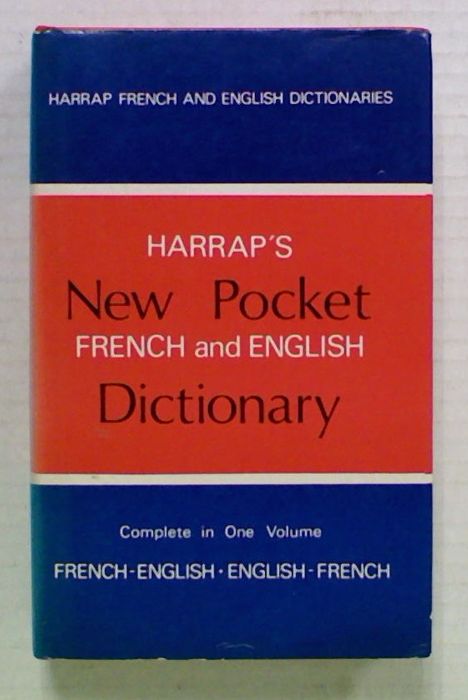 HARRAP FRENCH AND ENGLISH DICTIONARIES
HARRAP'S
New Pocket
FRENCH and ENGLISH
Dictionary
Complete in One Volume
FRENCH-ENGLISH · ENGLISH-FRENCH